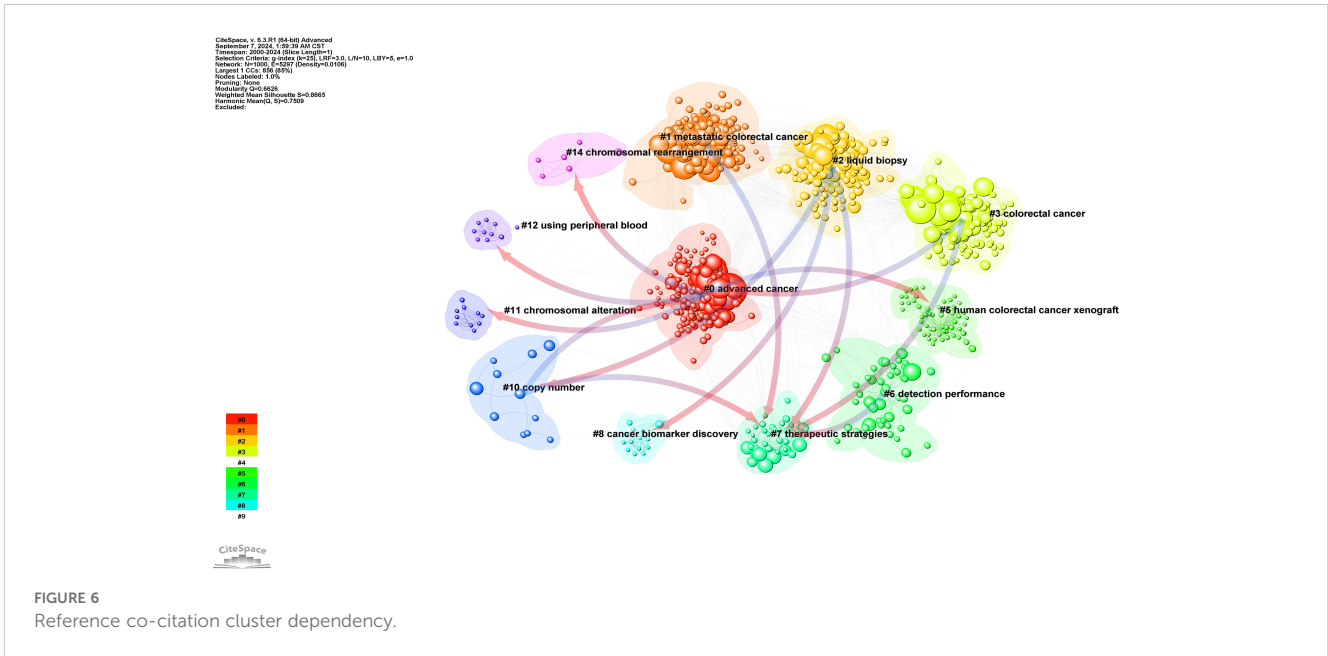 CiteSpace, v. 6.3.R1 (64-bit) Advanced
September 7, 2024, 1:59:39 AM CST
Timespan: 2000-2024 (Slice Length=1)
Selection Criteria: g-index (k=25), LRF=3.0, L/N=10, LBY=5, e=1.0
Network: N=1000, E=5297 (Density=0.0106)
Largest 1 CCs: 856 (85%)
Nodes Labeled: 1.0%
Pruning: None
Modularity Q=0.6626
Weighted Mean Silhouette S=0.8665
Harmonic Mean(Q, S)=0.7509
Excluded:
#1 metastatic colorectal cancer
#14 chromosomal rearrangement
#2 liquid biopsy
#3 colorectal cancer
#12 using peripheral blood
#0 advanced cancer
#11 chromosomal alteration
#5 human colorectal cancer xenograft
#10 copy number
#6 detection performance
#8 cancer biomarker discovery
#7 therapeutic strategies
#0
#1
#2
#3
#4
#5
#6
#7
#8
#9
CiteSpace
FIGURE 6
Reference co-citation cluster dependency.